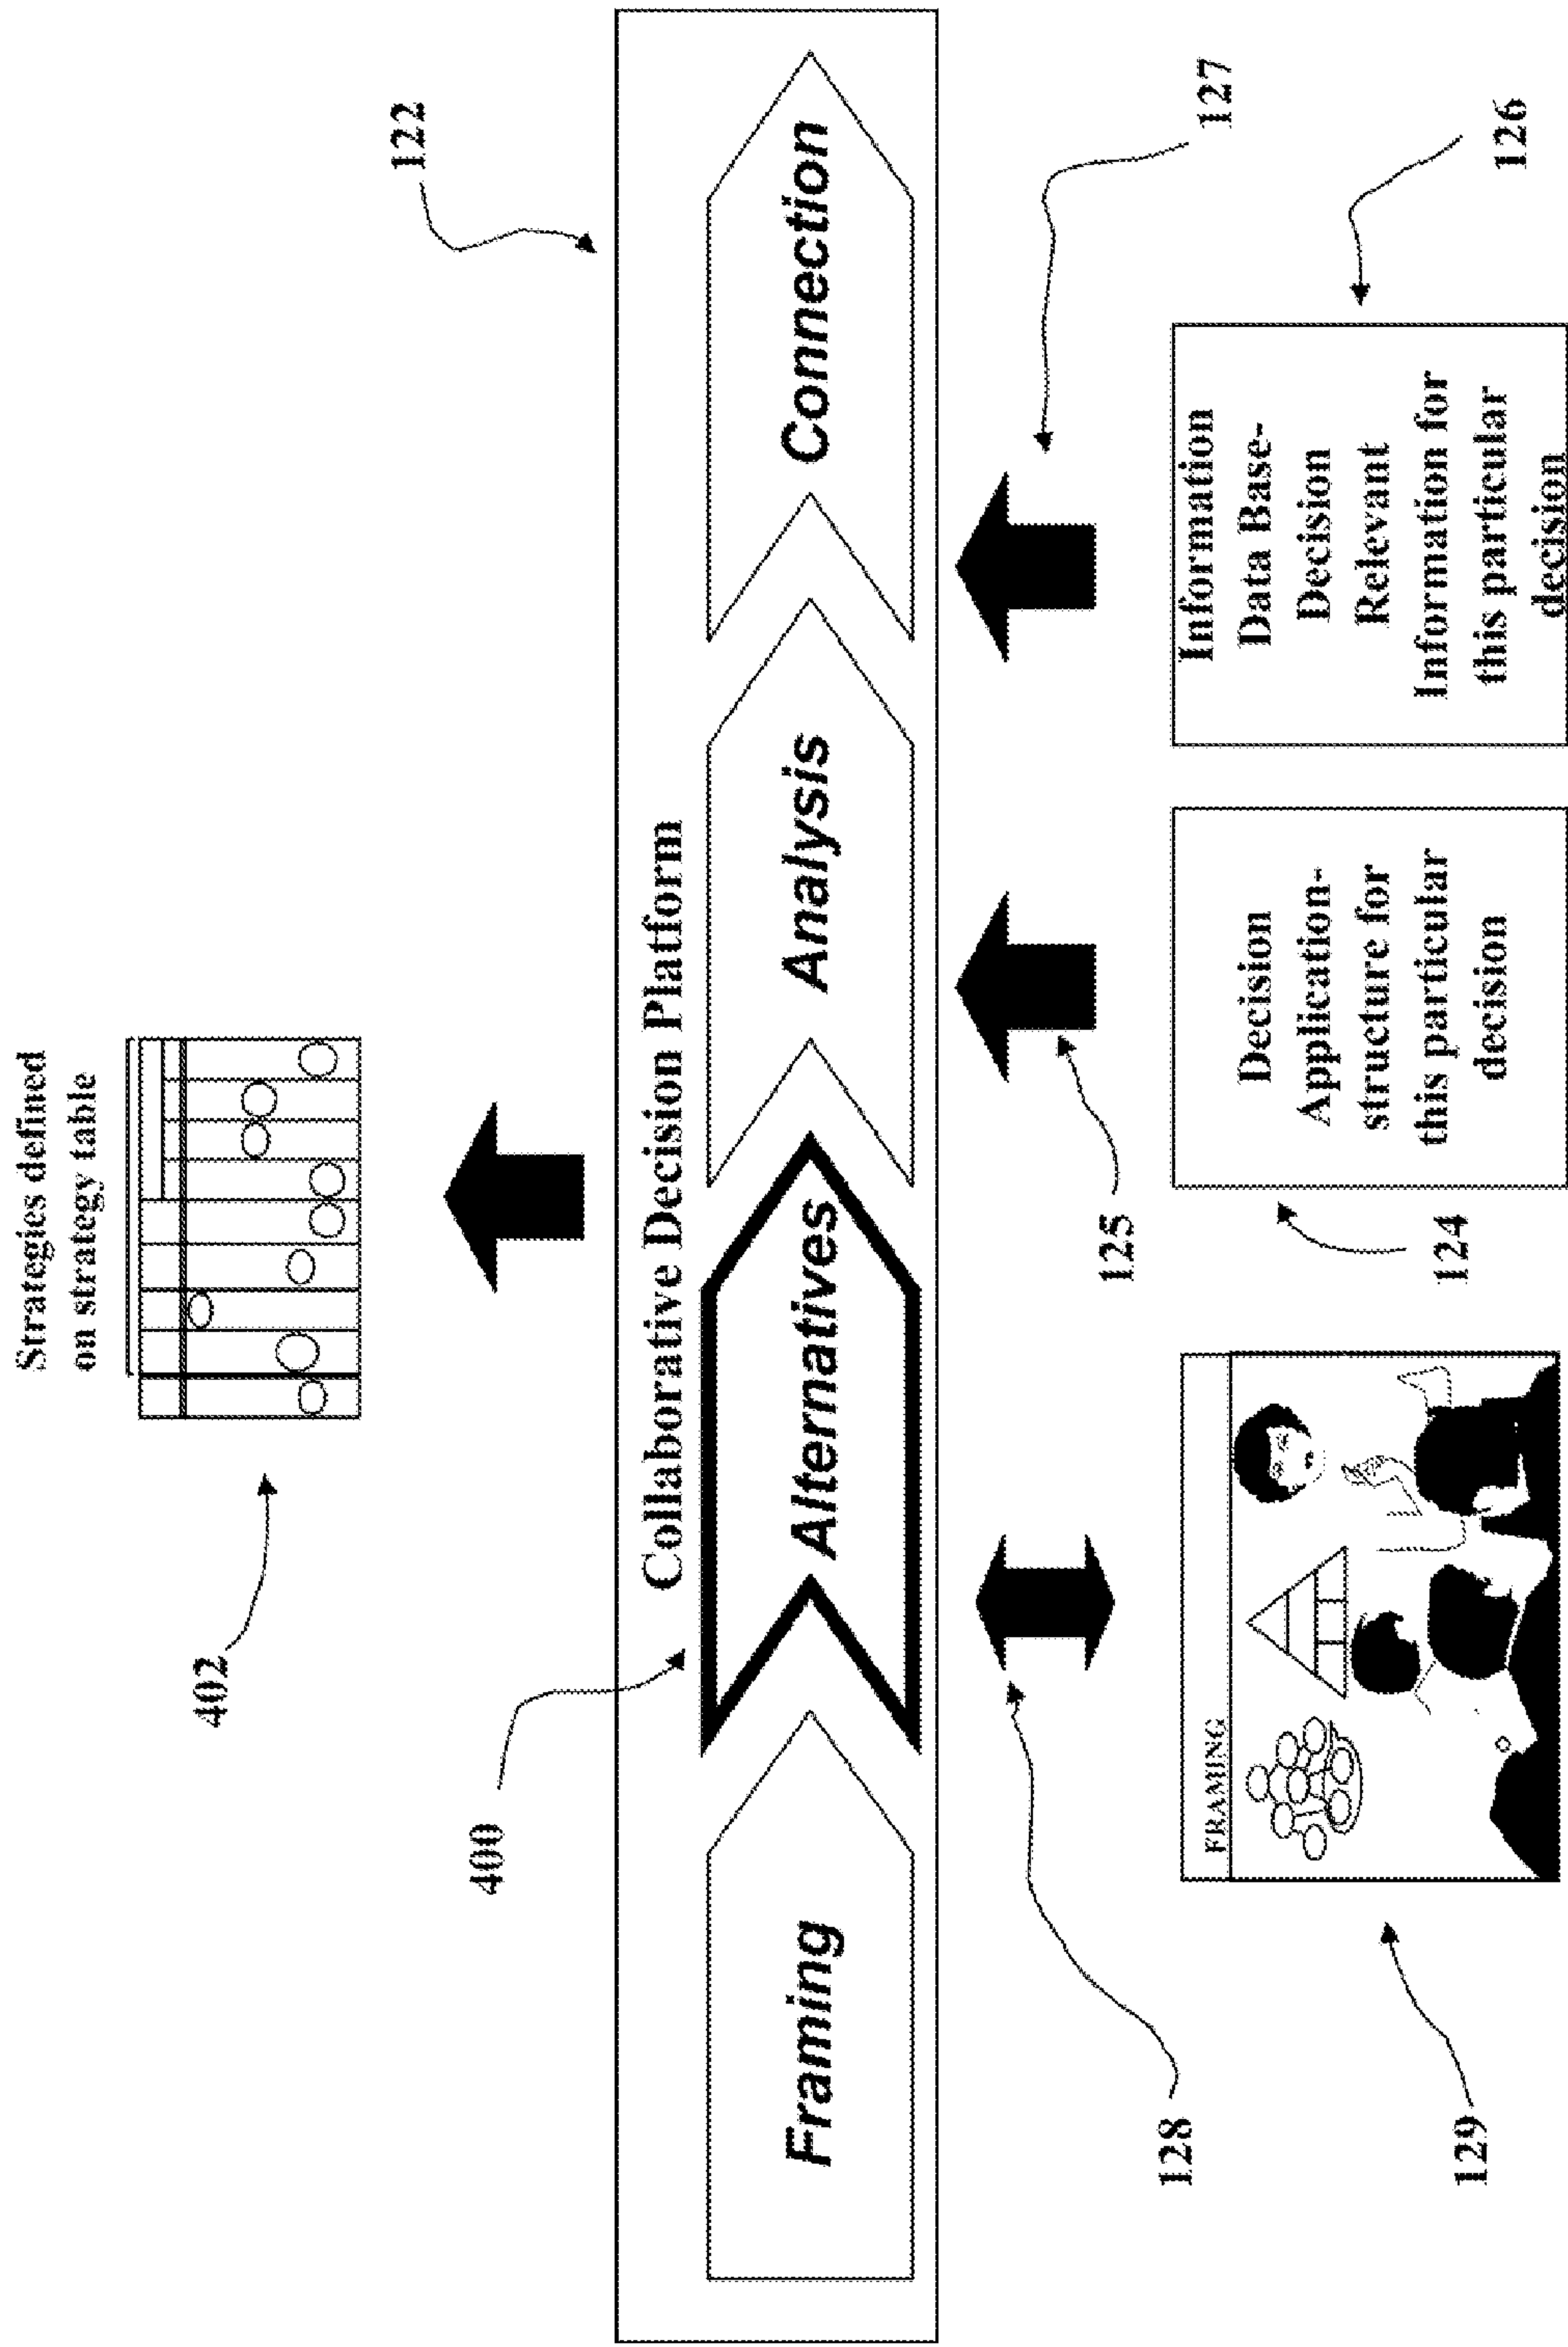 Strategies defined
on strategy table
402
122
400
Collaborative Decision Platform
Framing
Alternatives
Analysis
Connection
128
125
127
129
FRAMING
124
Decision
Application-
structure for
this particular
decision
126
Information
Data Base-
Decision
Relevant
Information for
this particular
decision